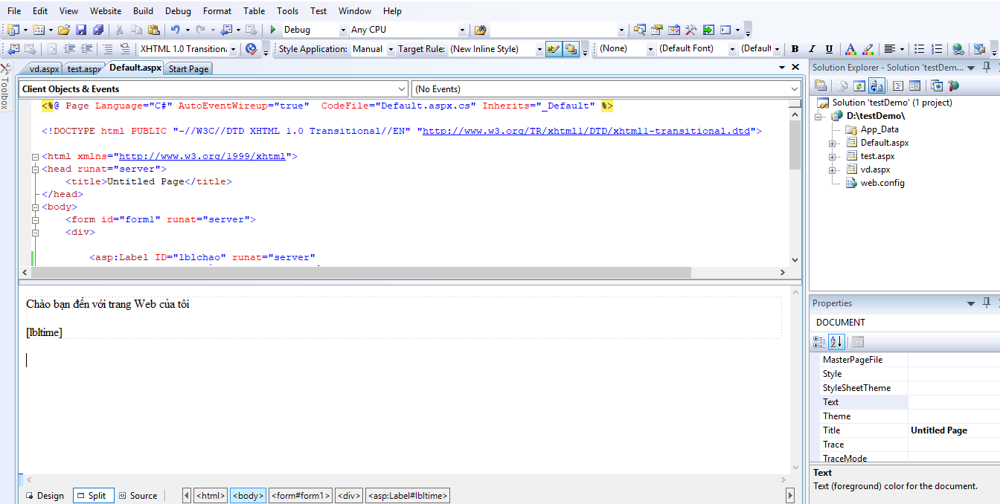 File Edit View Website Build Debug Format Table Tools Test Window Help
Debug Any CPU
XHTML 1.0 Transitiona Style Application: Manual Target Rule: (New Inline Style) (None) (Default Font) (Default
Toolbox
vd.aspx test.aspx Default.aspx Start Page
Client Objects & Events (No Events)
<%@ Page Language="C#" AutoEventWireup="true"  CodeFile="Default.aspx.cs" Inherits="_Default" %>
<!DOCTYPE html PUBLIC "-//W3C//DTD XHTML 1.0 Transitional//EN" "http://www.w3.org/TR/xhtml1/DTD/xhtml1-transitional.dtd">
<html xmlns="http://www.w3.org/1999/xhtml">
<head runat="server">
<title>Untitled Page</title>
</head>
<body>
<form id="form1" runat="server">
<div>
<asp:Label ID="lblchao" runat="server"
Chào bạn đến với trang Web của tôi
[lbltime]
Design Split Source <html> <body> <form#form1> <div> <asp:Label#lbltime>
Solution Explorer - Solution 'testDem...
Solution 'testDemo' (1 project)
D:\testDemo\
App_Data
Default.aspx
test.aspx
vd.aspx
web.config
Properties
DOCUMENT
MasterPageFile
Style
StyleSheetTheme
Text
Theme
Title Untitled Page
Trace
TraceMode
Text
Text (foreground) color for the document.